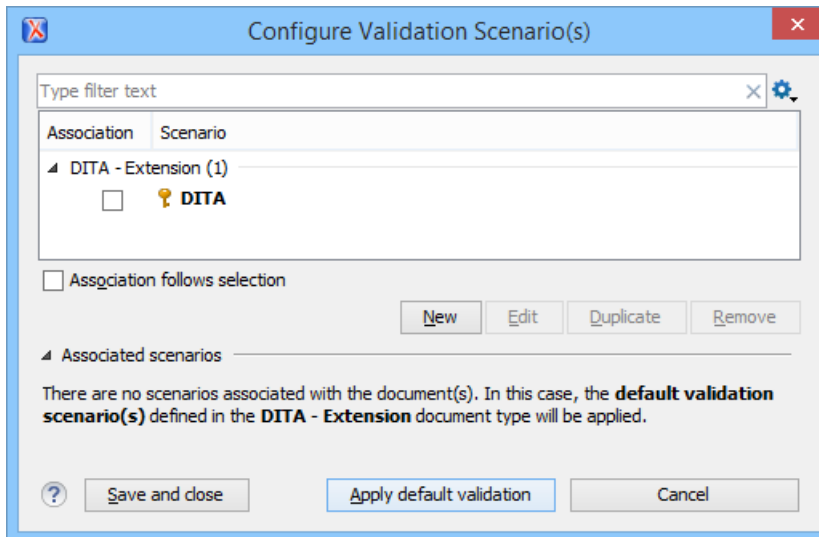 Configure Validation Scenario(s)
Type filter text
Association Scenario
DITA - Extension (1)
DITA
Association follows selection
New Edit Duplicate Remove
Associated scenarios
There are no scenarios associated with the document(s). In this case, the default validation
scenario(s) defined in the DITA - Extension document type will be applied.
? Save and close Apply default validation Cancel